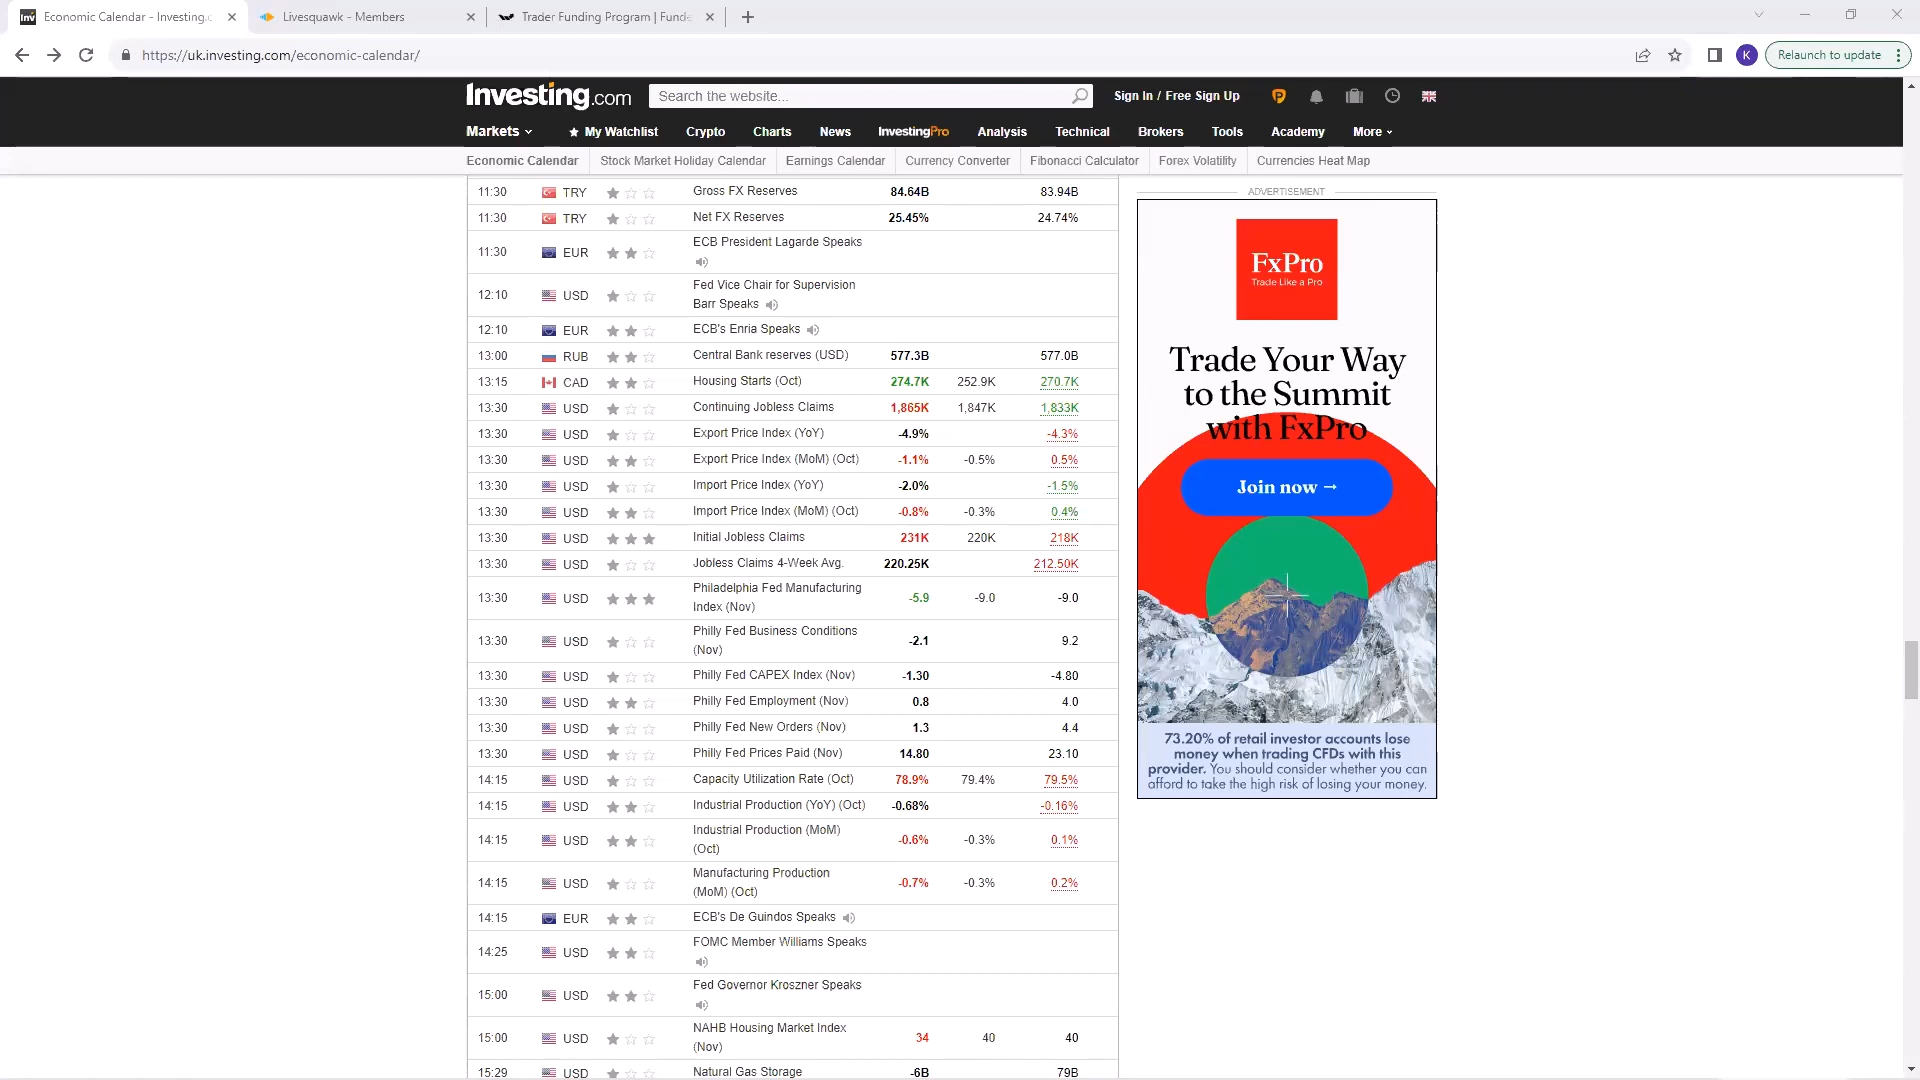 Economic Calendar - Investing.c
Livesquawk - Members
Trader Funding Program | Funde
https://uk.investing.com/economic-calendar/
K
Relaunch to update
Investing.com
Search the website...
Sign In / Free Sign Up
Markets
My Watchlist
Crypto
Charts
News
InvestingPro
Analysis
Technical
Brokers
Tools
Academy
More
Economic Calendar
Stock Market Holiday Calendar
Earnings Calendar
Currency Converter
Fibonacci Calculator
Forex Volatility
Currencies Heat Map
11:30 TRY Gross FX Reserves 84.64B 83.94B
11:30 TRY Net FX Reserves 25.45% 24.74%
11:30 EUR ECB President Lagarde Speaks
12:10 USD Fed Vice Chair for Supervision
Barr Speaks
12:10 EUR ECB's Enria Speaks
13:00 RUB Central Bank reserves (USD) 577.3B 577.0B
13:15 CAD Housing Starts (Oct) 274.7K 252.9K 270.7K
13:30 USD Continuing Jobless Claims 1,865K 1,847K 1,833K
13:30 USD Export Price Index (YoY) -4.9% -4.3%
13:30 USD Export Price Index (MoM) (Oct) -1.1% -0.5% 0.5%
13:30 USD Import Price Index (YoY) -2.0% -1.5%
13:30 USD Import Price Index (MoM) (Oct) -0.8% -0.3% 0.4%
13:30 USD Initial Jobless Claims 231K 220K 218K
13:30 USD Jobless Claims 4-Week Avg. 220.25K 212.50K
13:30 USD Philadelphia Fed Manufacturing
Index (Nov) -5.9 -9.0 -9.0
13:30 USD Philly Fed Business Conditions
(Nov) -2.1 9.2
13:30 USD Philly Fed CAPEX Index (Nov) -1.30 -4.80
13:30 USD Philly Fed Employment (Nov) 0.8 4.0
13:30 USD Philly Fed New Orders (Nov) 1.3 4.4
13:30 USD Philly Fed Prices Paid (Nov) 14.80 23.10
14:15 USD Capacity Utilization Rate (Oct) 78.9% 79.4% 79.5%
14:15 USD Industrial Production (YoY) (Oct) -0.68% -0.16%
14:15 USD Industrial Production (MoM)
(Oct) -0.6% -0.3% 0.1%
14:15 USD Manufacturing Production
(MoM) (Oct) -0.7% -0.3% 0.2%
14:15 EUR ECB's De Guindos Speaks
14:25 USD FOMC Member Williams Speaks
15:00 USD Fed Governor Kroszner Speaks
15:00 USD NAHB Housing Market Index
(Nov) 34 40 40
15:29 USD Natural Gas Storage -6B 79B
ADVERTISEMENT
FxPro
Trade Like a Pro
Trade Your Way
to the Summit
with FxPro
Join now →
73.20% of retail investor accounts lose
money when trading CFDs with this
provider. You should consider whether you can
afford to take the high risk of losing your money.